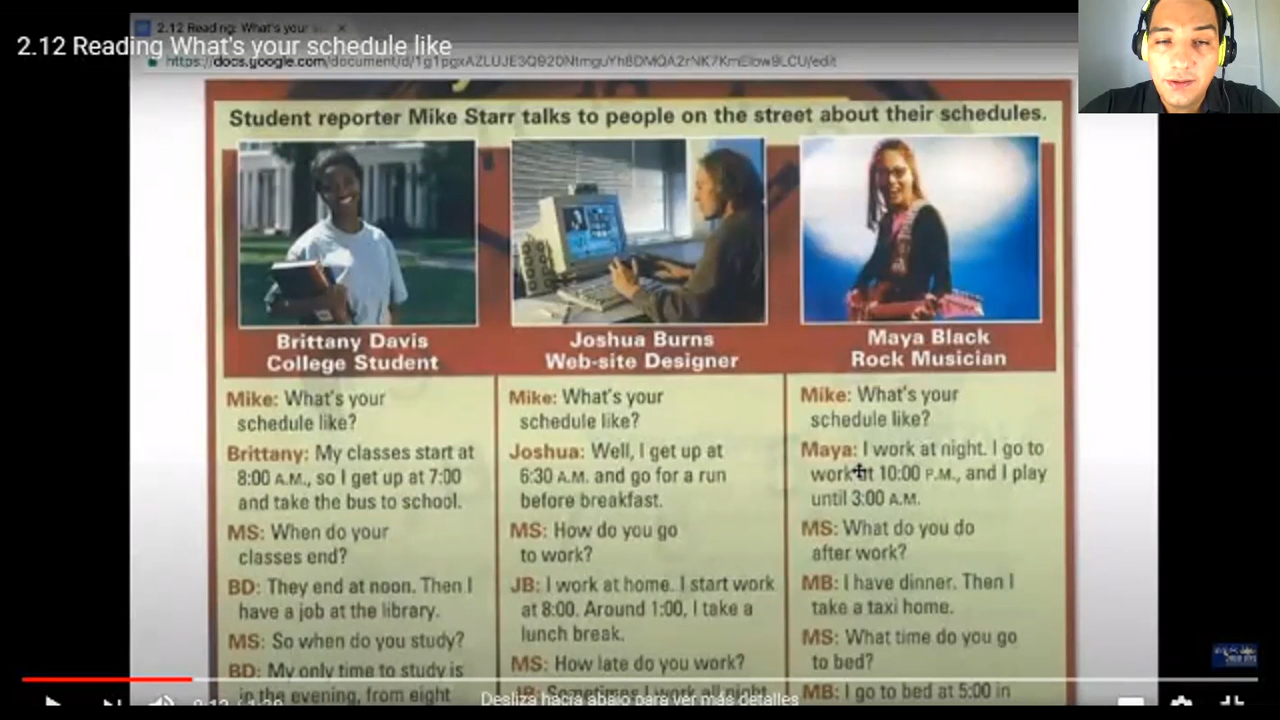 2.12 Reading: What's your
2.12 Reading What's your schedule like
Student reporter Mike Starr talks to people on the street about their schedules.
Brittany Davis
College Student
Mike: What's your
schedule like?
Brittany: My classes start at
8:00 A.M., so I get up at 7:00
and take the bus to school.
MS: When do your
classes end?
BD: They end at noon. Then I
have a job at the library.
MS: So when do you study?
BD: My only time to study is
in the evening, from eight
Joshua Burns
Web-site Designer
Mike: What's your
schedule like?
Joshua: Well, I get up at
6:30 A.M. and go for a run
before breakfast.
MS: How do you go
to work?
JB: I work at home. I start work
at 8:00. Around 1:00, I take a
lunch break.
MS: How late do you work?
JB: Sometimes I work all night
Maya Black
Rock Musician
Mike: What's your
schedule like?
Maya: I work at night. I go to
work at 10:00 P.M., and I play
until 3:00 A.M.
MS: What do you do
after work?
MB: I have dinner. Then I
take a taxi home.
MS: What time do you go
to bed?
MB: I go to bed at 5:00 in
Desliza hacia abajo para ver más detalles